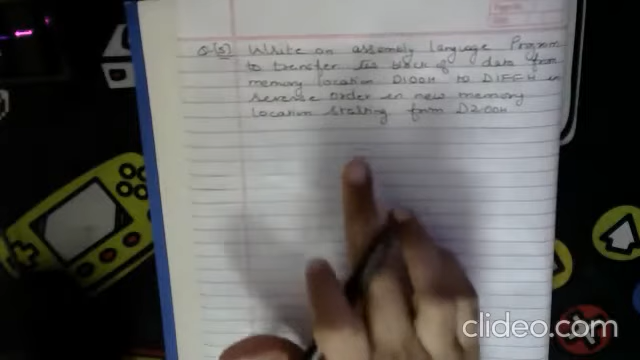 Q.(5) Write an assembly language Program
to transfer the block of data from
memory location D100H to D1FFH in
reverse order in new memory
location starting from D200H
clideo.com